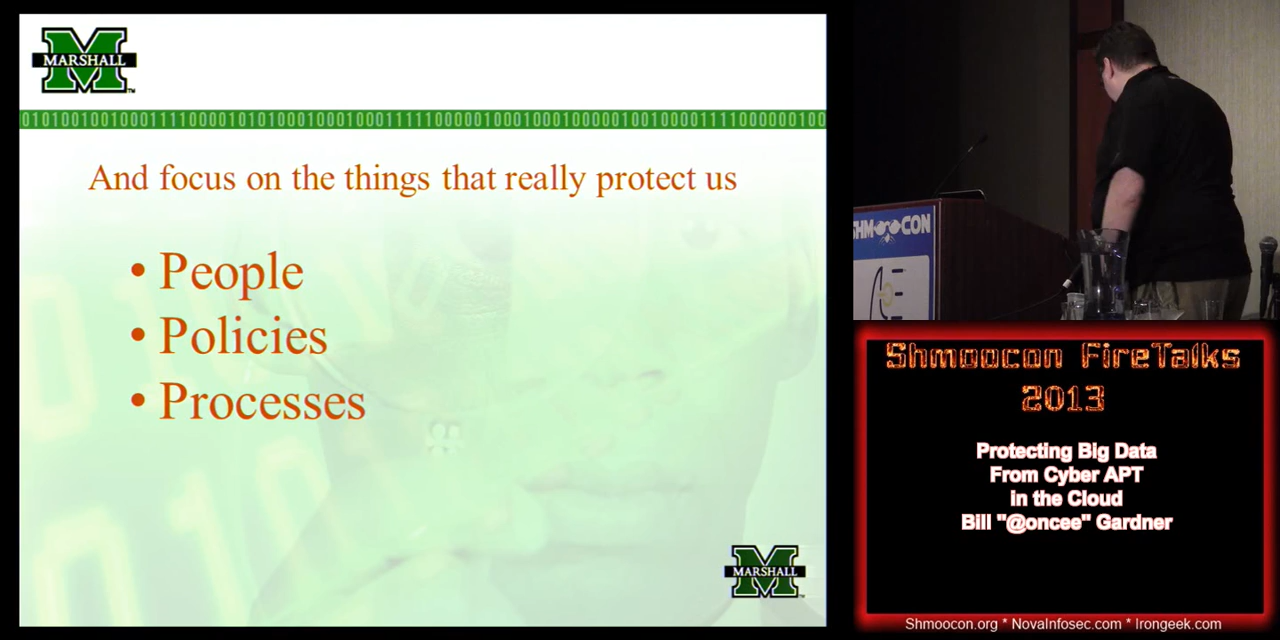 MARSHALL
And focus on the things that really protect us
• People
• Policies
• Processes
MARSHALL
SHMOOCON
Shmoocon FireTalks
2013
Protecting Big Data
From Cyber APT
in the Cloud
Bill "@oncee" Gardner
Shmoocon.org * NovaInfosec.com * Irongeek.com